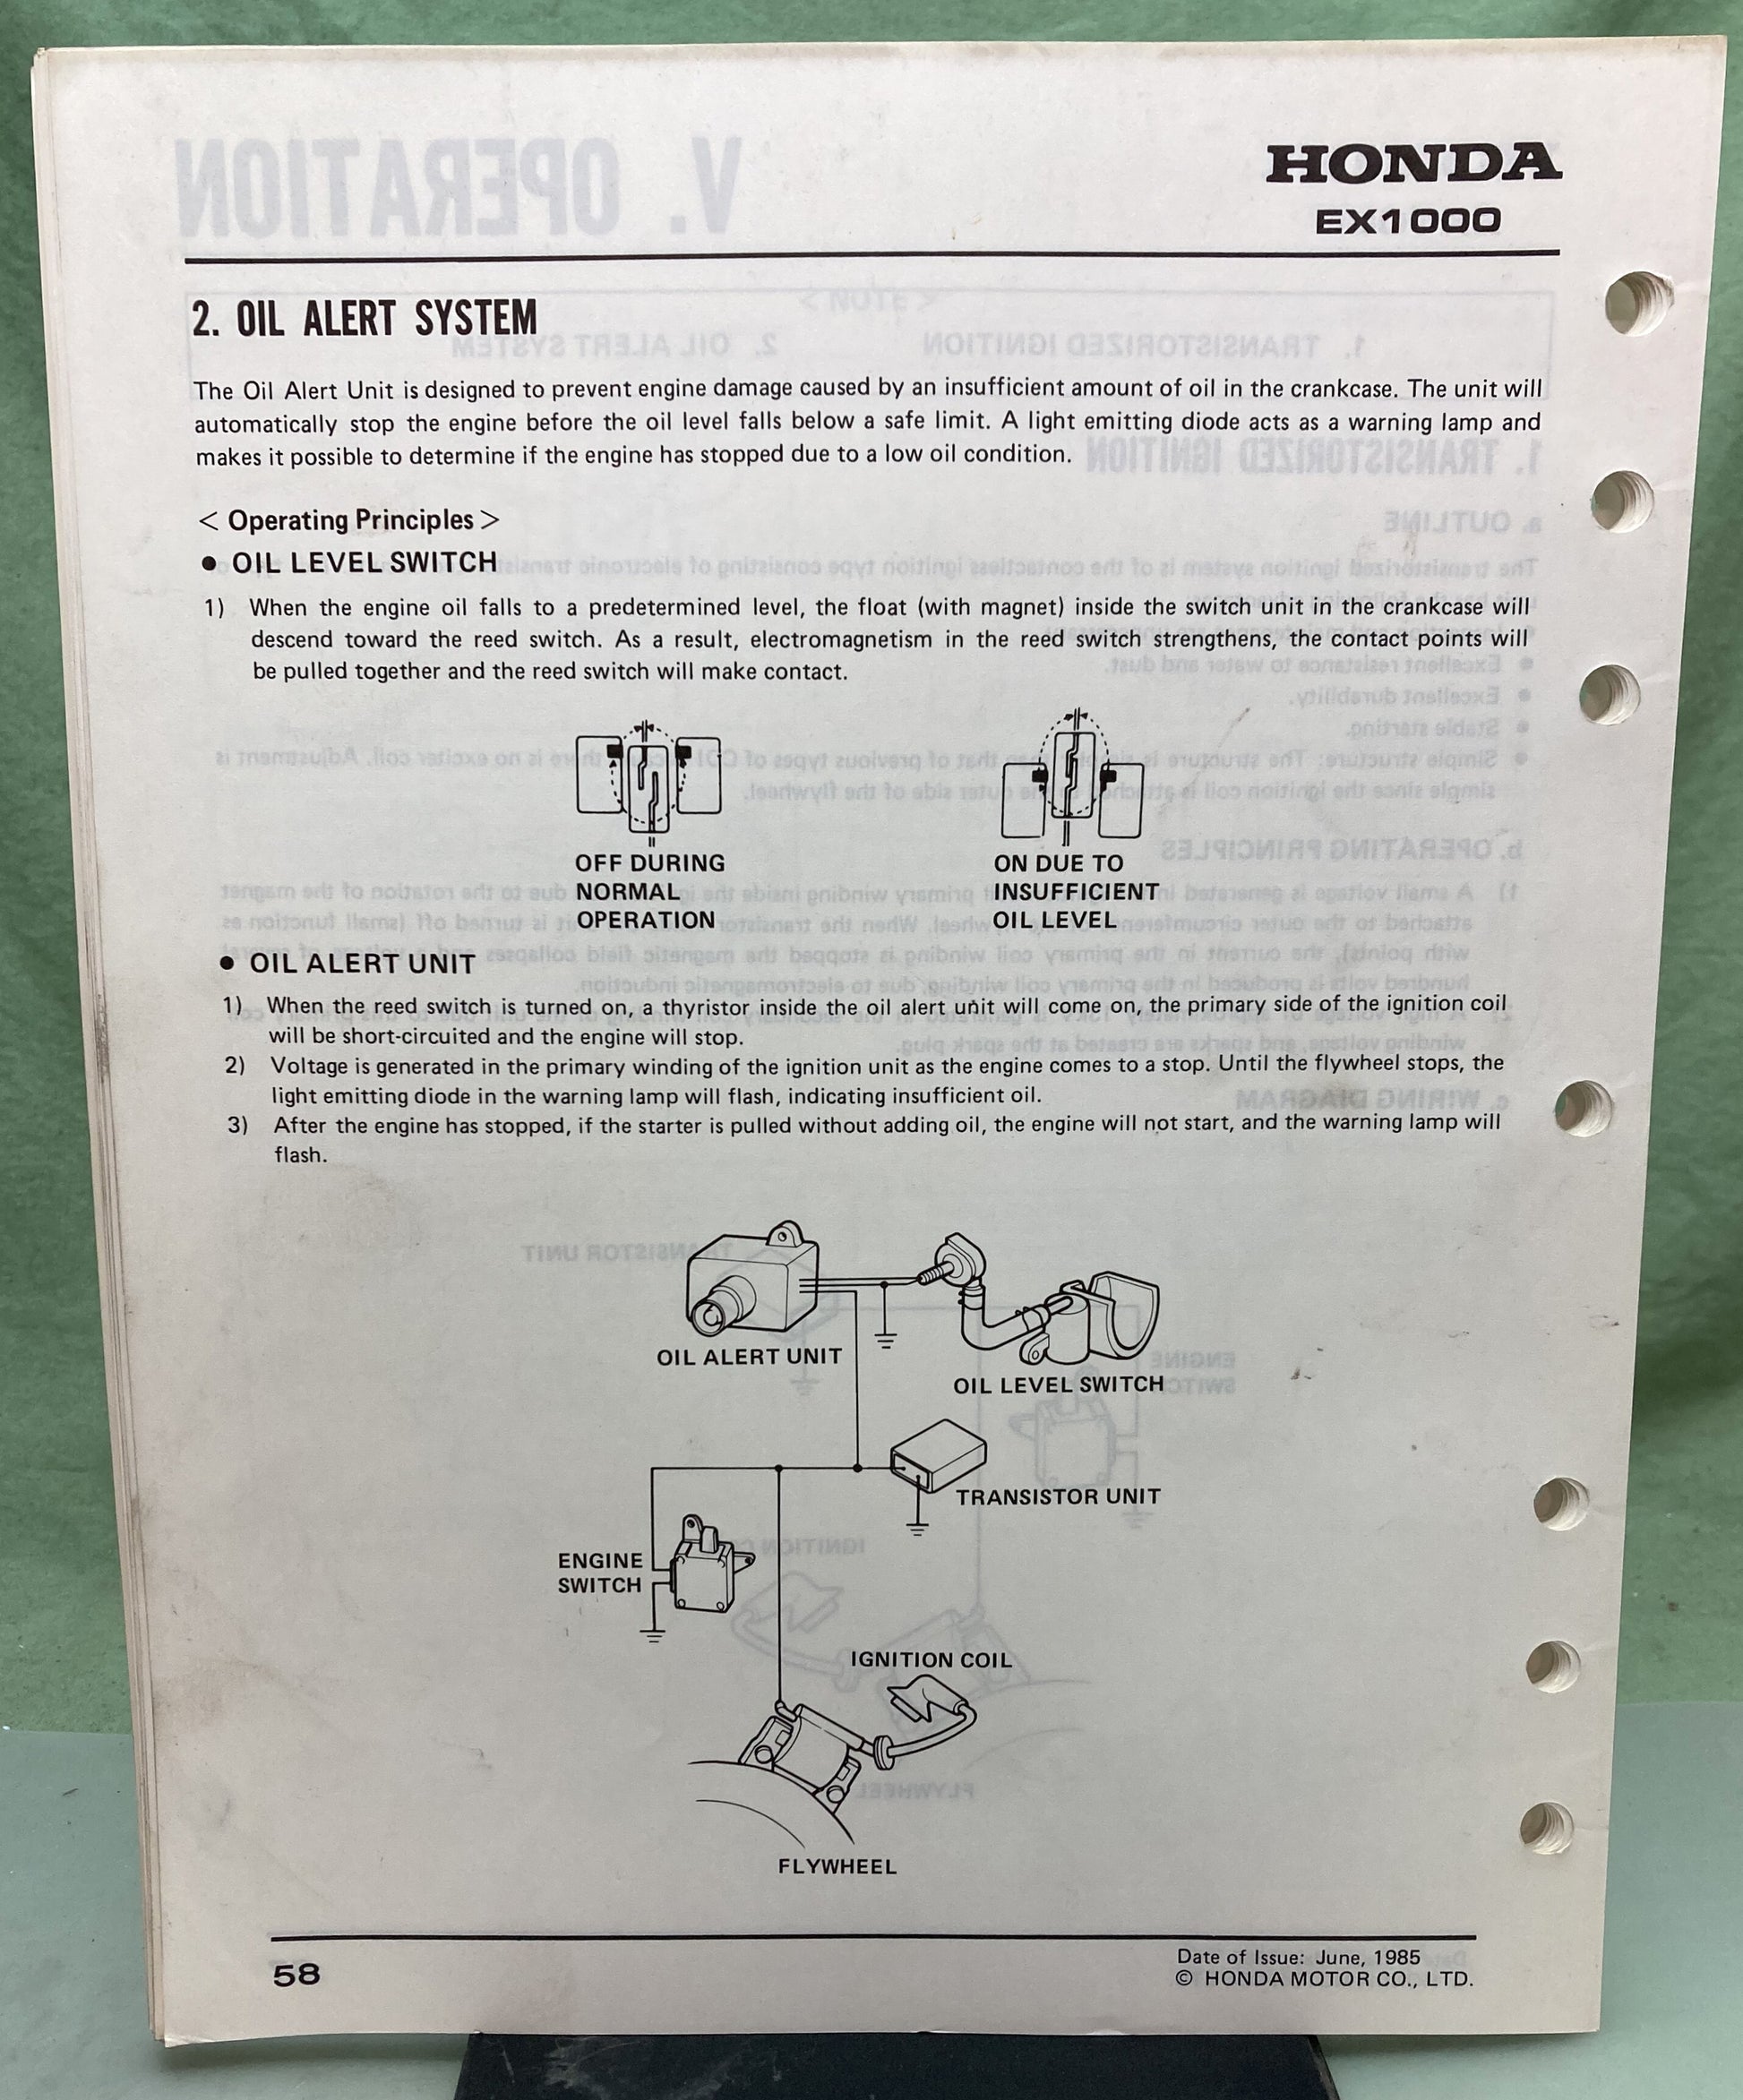 HONDA
EX1000
2. OIL ALERT SYSTEM
The Oil Alert Unit is designed to prevent engine damage caused by an insufficient amount of oil in the crankcase. The unit will
automatically stop the engine before the oil level falls below a safe limit. A light emitting diode acts as a warning lamp and
makes it possible to determine if the engine has stopped due to a low oil condition.
< Operating Principles >
● OIL LEVEL SWITCH
1) When the engine oil falls to a predetermined level, the float (with magnet) inside the switch unit in the crankcase will
descend toward the reed switch. As a result, electromagnetism in the reed switch strengthens, the contact points will
be pulled together and the reed switch will make contact.
OFF DURING
NORMAL
OPERATION
ON DUE TO
INSUFFICIENT
OIL LEVEL
● OIL ALERT UNIT
1) When the reed switch is turned on, a thyristor inside the oil alert unit will come on, the primary side of the ignition coil
will be short-circuited and the engine will stop.
2) Voltage is generated in the primary winding of the ignition unit as the engine comes to a stop. Until the flywheel stops, the
light emitting diode in the warning lamp will flash, indicating insufficient oil.
3) After the engine has stopped, if the starter is pulled without adding oil, the engine will not start, and the warning lamp will
flash.
OIL ALERT UNIT
OIL LEVEL SWITCH
TRANSISTOR UNIT
ENGINE
SWITCH
IGNITION COIL
FLYWHEEL
58
Date of Issue: June, 1985
© HONDA MOTOR CO., LTD.